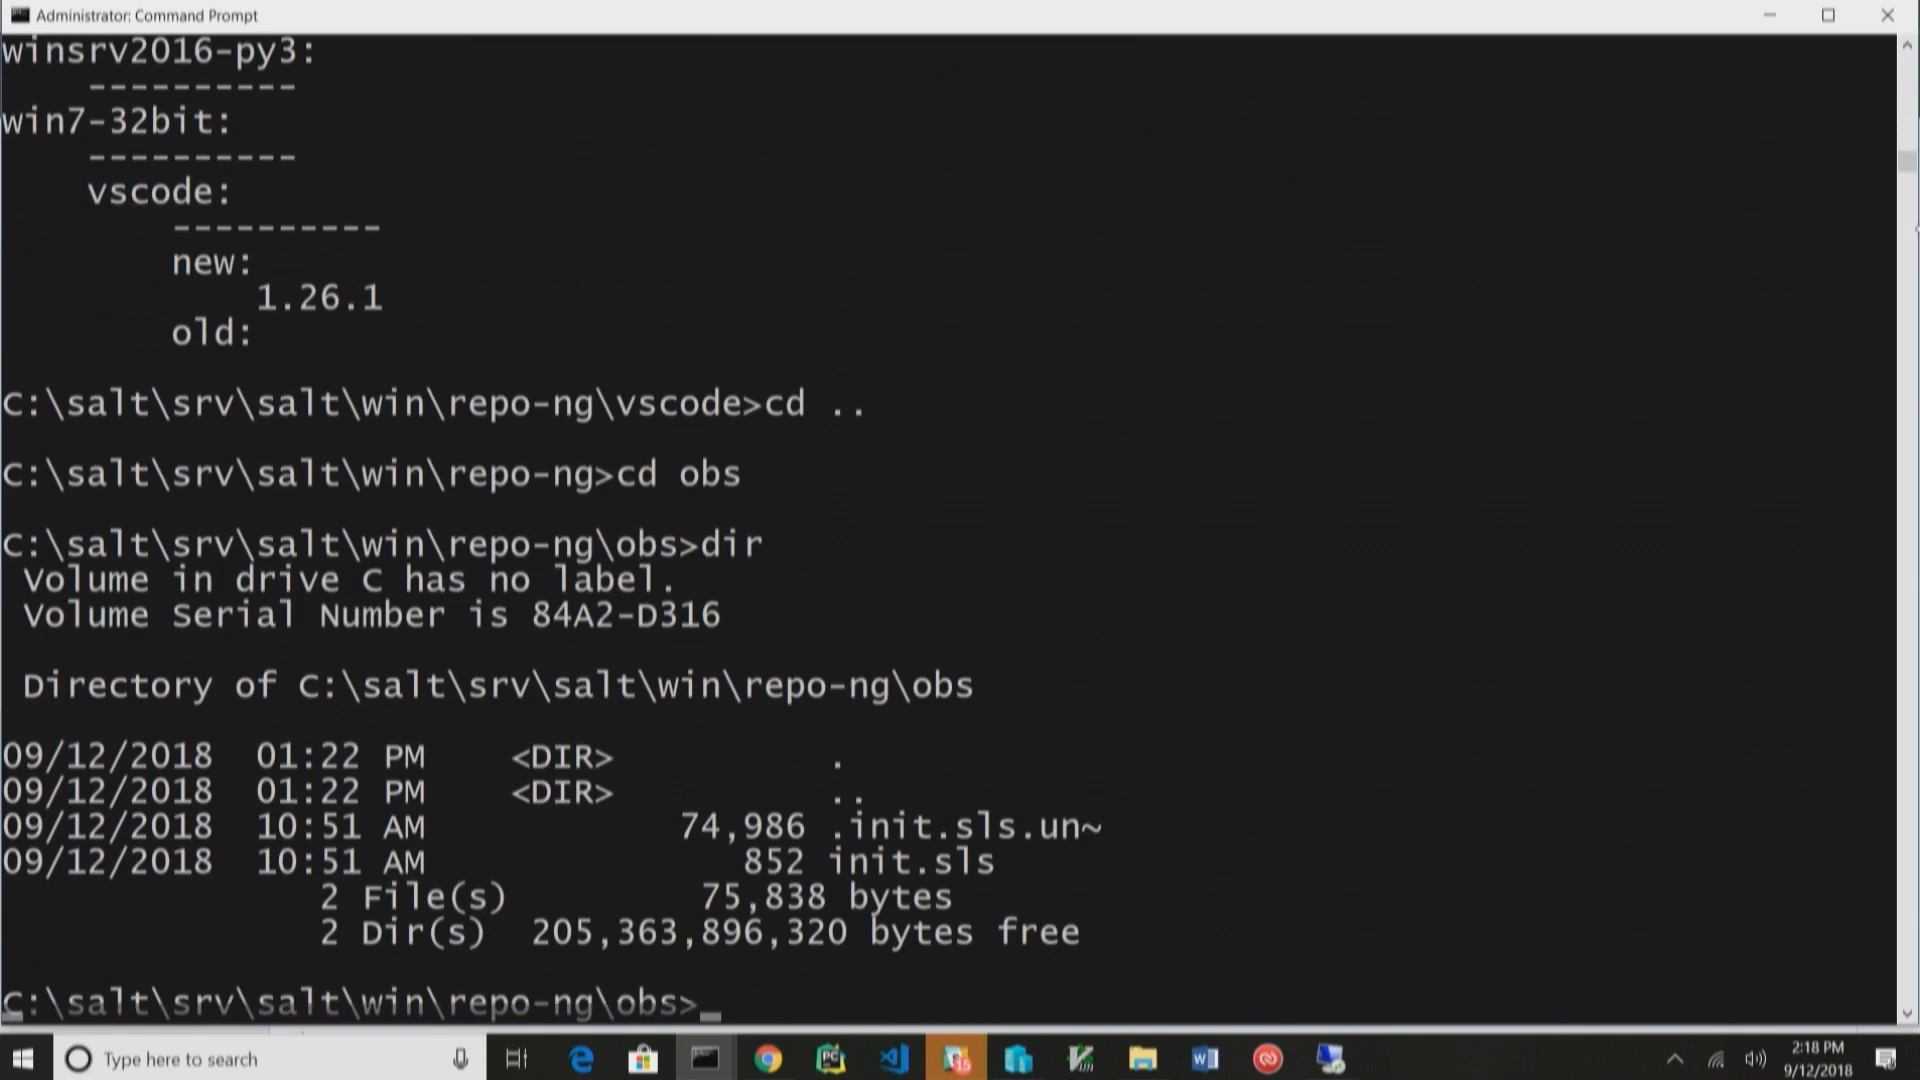 Administrator: Command Prompt
winsrv2016-py3:
----------
win7-32bit:
----------
vscode:
----------
new:
1.26.1
old:
C:\salt\srv\salt\win\repo-ng\vscode>cd ..
C:\salt\srv\salt\win\repo-ng>cd obs
C:\salt\srv\salt\win\repo-ng\obs>dir
Volume in drive C has no label.
Volume Serial Number is 84A2-D316
Directory of C:\salt\srv\salt\win\repo-ng\obs
09/12/2018  01:22 PM    <DIR>          .
09/12/2018  01:22 PM    <DIR>          ..
09/12/2018  10:51 AM            74,986 .init.sls.un~
09/12/2018  10:51 AM               852 init.sls
2 File(s)         75,838 bytes
2 Dir(s)  205,363,896,320 bytes free
C:\salt\srv\salt\win\repo-ng\obs>_
Type here to search
PC
15
W
2:18 PM
9/12/2018